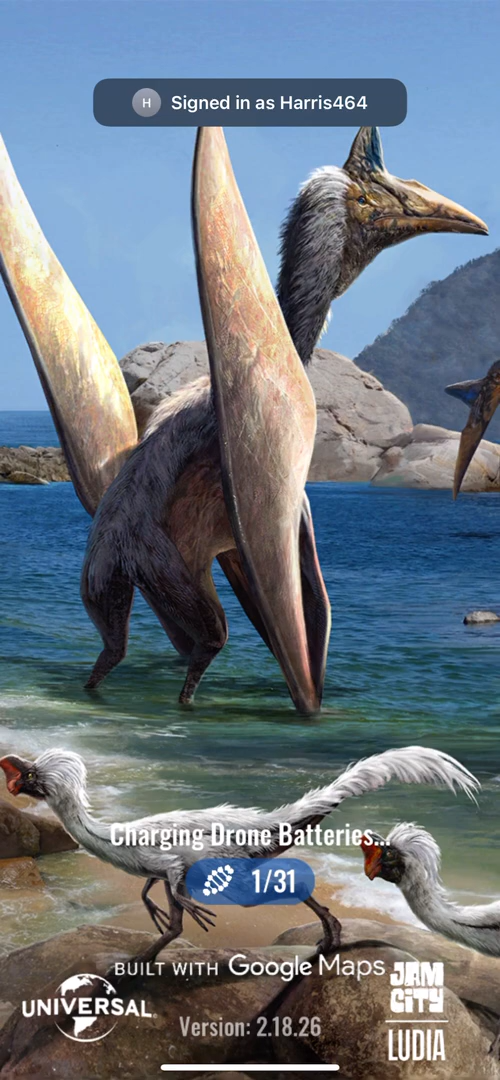 H
Signed in as Harris464
Charging Drone Batteries...
1/31
BUILT WITH Google Maps
UNIVERSAL
JAM
CITY
Version: 2.18.26
LUDIA